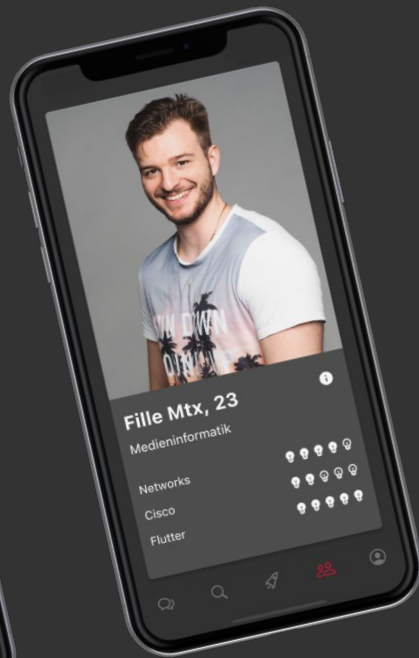 Fille Mtx, 23
Medieninformatik
Networks
Cisco
Flutter